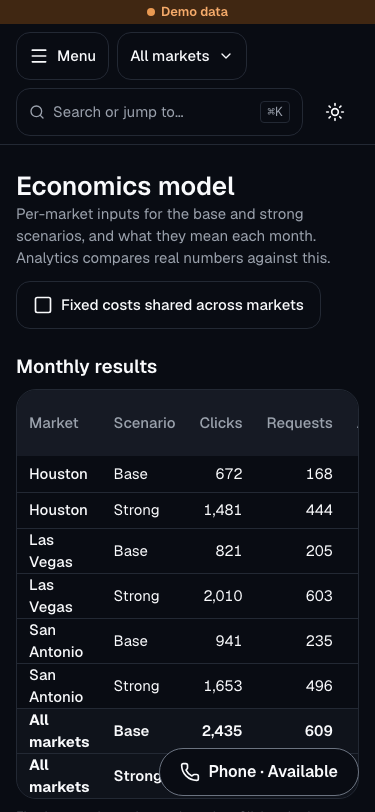 Demo data
Menu
All markets
Search or jump to...
⌘K
Economics model
Per-market inputs for the base and strong
scenarios, and what they mean each month.
Analytics compares real numbers against this.
Fixed costs shared across markets
Monthly results
Market Scenario Clicks Requests
Houston Base 672 168
Houston Strong 1,481 444
Las
Vegas Base 821 205
Las
Vegas Strong 2,010 603
San
Antonio Base 941 235
San
Antonio Strong 1,653 496
All
markets Base 2,435 609
All
markets Strong
Phone · Available